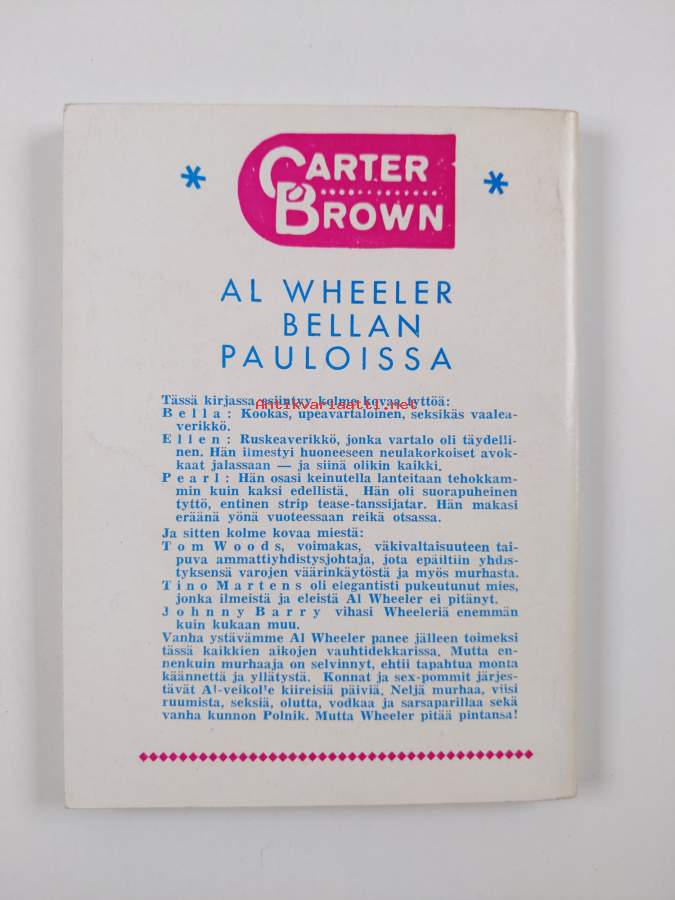 CARTER
BROWN
AL WHEELER
BELLAN
PAULOISSA
Tässä kirjassa esiintyy kolme kovaa tyttöä:
Antikvariaatti.net
Bella: Kookas, upeavartaloinen, seksikäs vaalea-
verikkö.
Ellen: Ruskeaverikkö, jonka vartalo oli täydelli-
nen. Hän ilmestyi huoneeseen neulakorkoiset avok-
kaat jalassaan — ja siinä olikin kaikki.
Pearl: Hän osasi keinutella lanteitaan tehokkam-
min kuin kaksi edellistä. Hän oli suorapuheinen
tyttö, entinen strip tease-tanssijatar. Hän makasi
eräänä yönä vuoteessaan reikä otsassa.
Ja sitten kolme kovaa miestä:
Tom Woods, voimakas, väkivaltaisuuteen tai-
puva ammattiyhdistysjohtaja, jota epäiltiin yhdis-
tyksensä varojen väärinkäytöstä ja myös murhasta.
Tino Martens oli elegantisti pukeutunut mies,
jonka ilmeistä ja eleistä Al Wheeler ei pitänyt.
Johnny Barry vihasi Wheeleriä enemmän
kuin kukaan muu.
Vanha ystävämme Al Wheeler panee jälleen toimeksi
tässä kaikkien aikojen vauhtidekkarissa. Mutta en-
nenkuin murhaaja on selvinnyt, ehtii tapahtua monta
käännettä ja yllätystä. Konnat ja sex-pommit järjes-
tävät Al-veikol'e kiireisiä päiviä. Neljä murhaa, viisi
ruumista, seksiä, olutta, vodkaa ja sarsaparillaa sekä
vanha kunnon Polnik. Mutta Wheeler pitää pintansa!